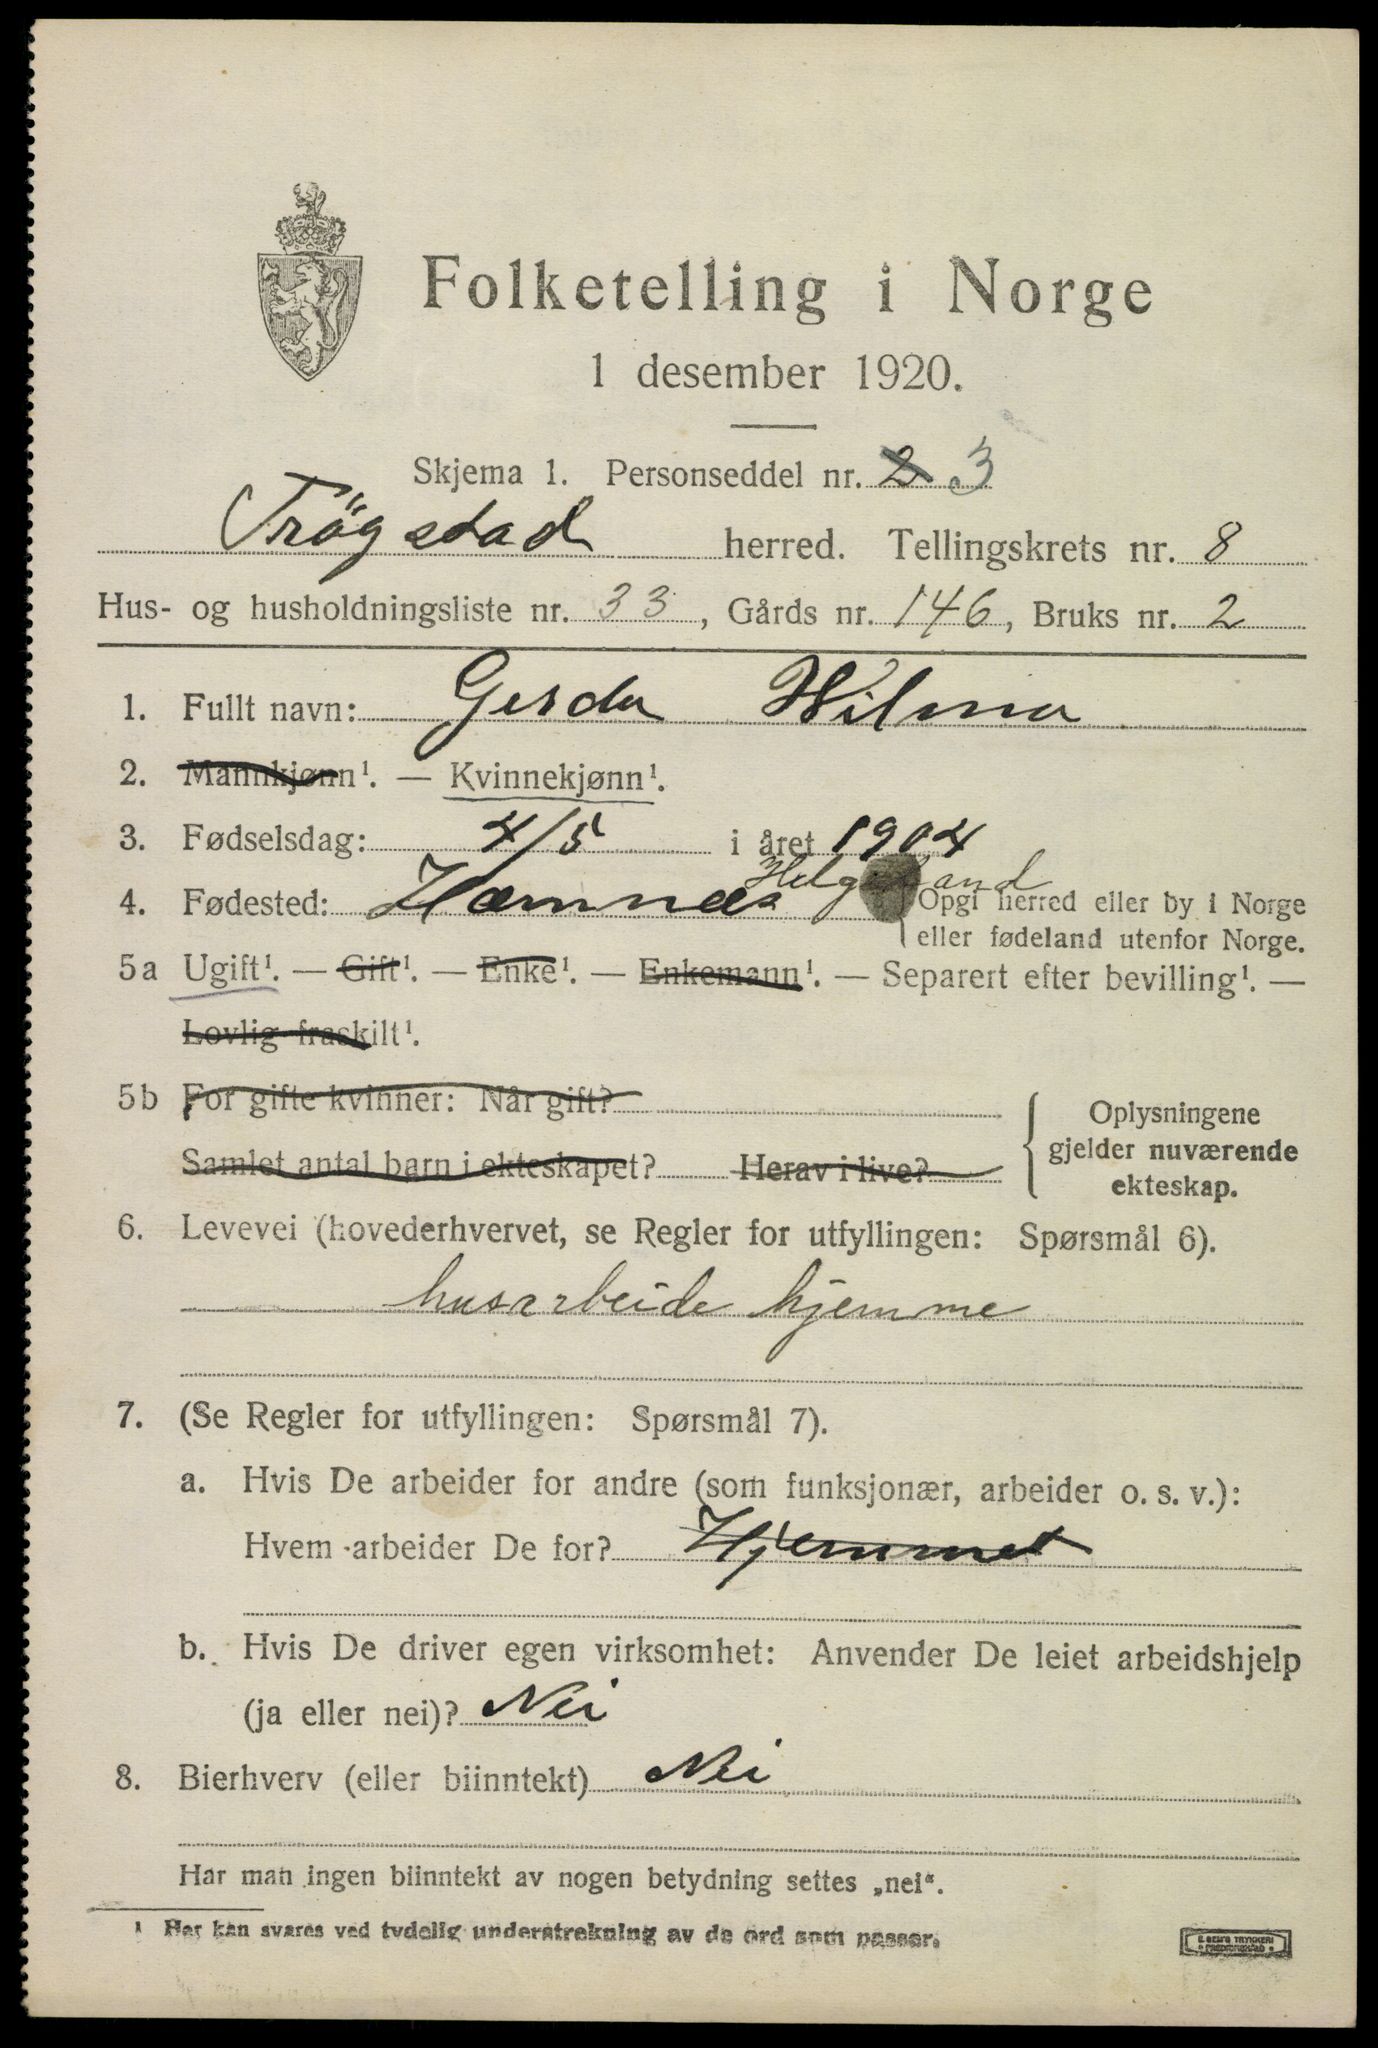 Folketelling i Norge
1 desember 1920.
Skjema 1. Personseddel nr. 2 3
Trögstad herred. Tellingskrets nr. 8
Hus- og husholdningsliste nr. 33, Gårds nr. 146, Bruks nr. 2
1. Fullt navn: Gerda Wilma
2. Mannkjønn¹. — Kvinnekjønn¹.
3. Fødselsdag: 4/5 i året 1904
Helgeland
4. Fødested: Hemnæs Opgi herred eller by i Norge
eller fødeland utenfor Norge.
5a Ugift¹. — Gift¹. — Enke¹. — Enkemann¹. — Separert efter bevilling¹. —
Lovlig fraskilt¹.
5b For gifte kvinner: Når gift?
Samlet antal barn i ekteskapet? Herav i live?
Oplysningene
gjelder nuværende
ekteskap.
6. Levevei (hovederhvervet, se Regler for utfyllingen: Spørsmål 6).
husarbeide hjemme
7. (Se Regler for utfyllingen: Spørsmål 7).
a. Hvis De arbeider for andre (som funksjonær, arbeider o. s. v.):
Hvem arbeider De for? Hjemmet
b. Hvis De driver egen virksomhet: Anvender De leiet arbeidshjelp
(ja eller nei)? Nei
8. Bierhverv (eller biinntekt) Nei
Har man ingen biinntekt av nogen betydning settes „nei“.
¹ Her kan svares ved tydelig understrekning av de ord som passer.